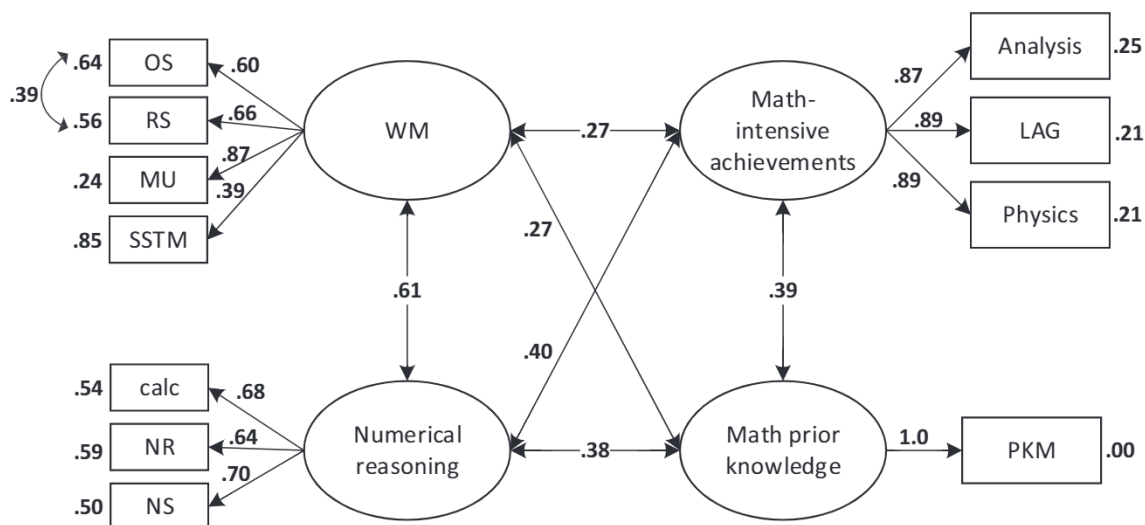 .39
.64
OS
.60
.56
RS
.66
.24
MU
.87
.85
SSTM
.39
WM
.27
Math-
intensive
achievements
.87
Analysis
.25
.89
LAG
.21
.89
Physics
.21
.61
.27
.40
.39
.54
calc
.68
.59
NR
.64
.50
NS
.70
Numerical
reasoning
.38
Math prior
knowledge
1.0
PKM
.00